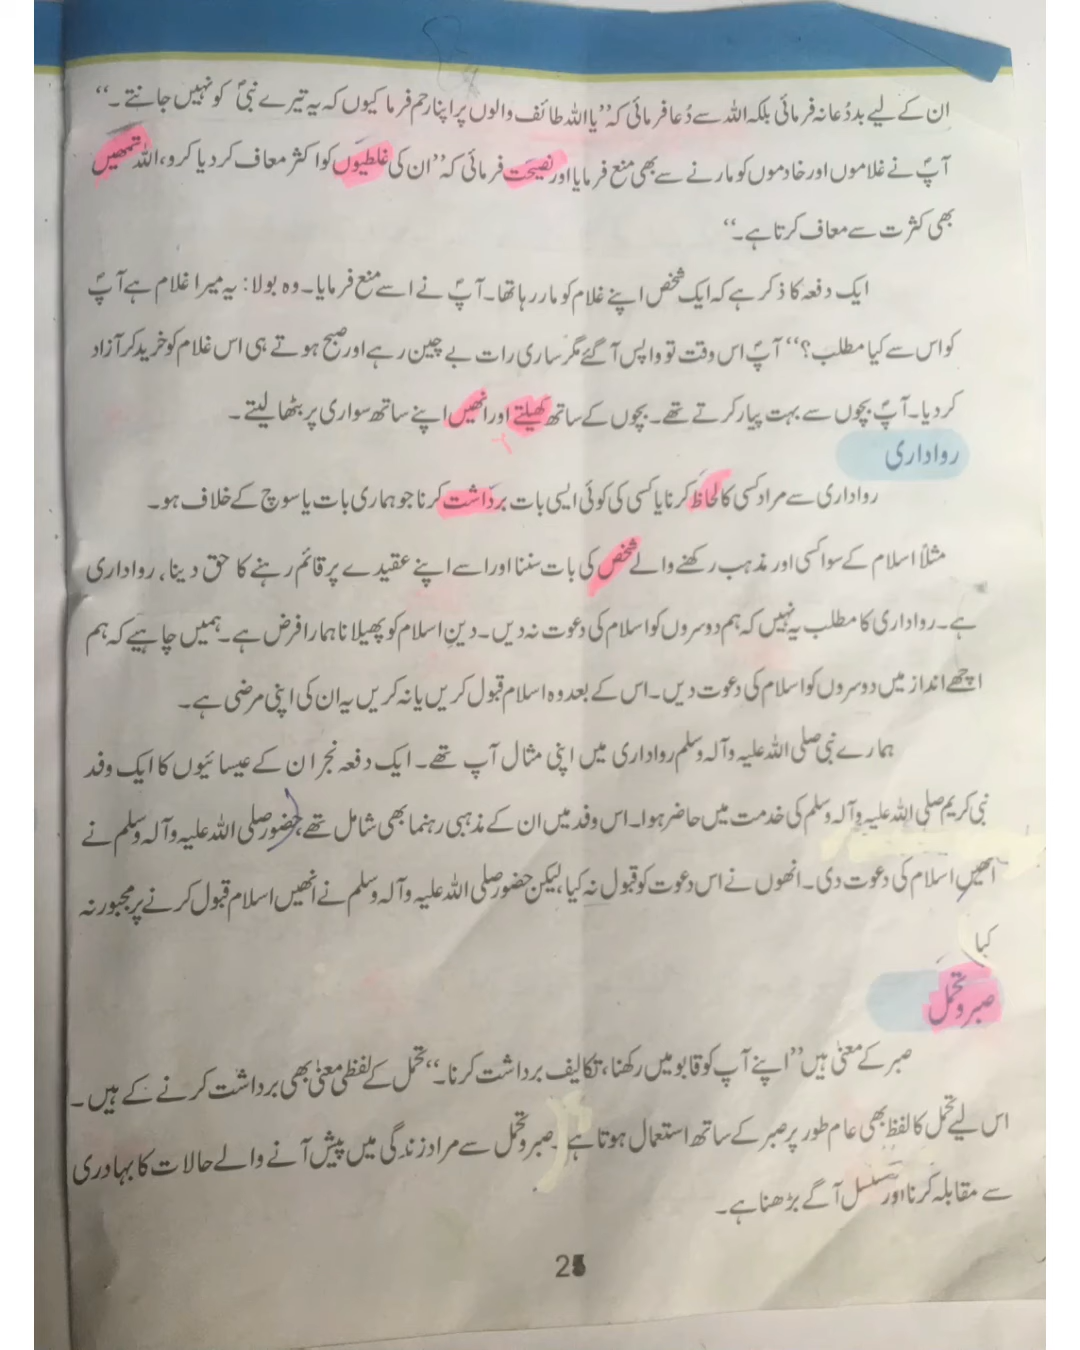 ان کے لیے بددُعا نہ فرمائی بلکہ اللہ سے دُعا فرمائی کہ ’’یا اللہ طائف والوں پر اپنا رحم فرما کیوں کہ یہ تیرے نبیؐ کو نہیں جانتے۔‘‘
آپؐ نے غلاموں اور خادموں کو مارنے سے بھی منع فرمایا اور نصیحت فرمائی کہ ’’ان کی غلطیوں کو اکثر معاف کر دیا کرو، اللہ تمھیں
بھی کثرت سے معاف کرتا ہے۔‘‘
ایک دفعہ کا ذکر ہے کہ ایک شخص اپنے غلام کو مار رہا تھا۔ آپؐ نے اسے منع فرمایا۔ وہ بولا: یہ میرا غلام ہے آپؐ
کو اس سے کیا مطلب؟‘‘ آپؐ اس وقت تو واپس آ گئے مگر ساری رات بے چین رہے اور صبح ہوتے ہی اس غلام کو خرید کر آزاد
کر دیا۔ آپؐ بچوں سے بہت پیار کرتے تھے۔ بچوں کے ساتھ کھیلتے اور انھیں اپنے ساتھ سواری پر بٹھا لیتے۔
رواداری
رواداری سے مراد کسی کا لحاظ کرنا یا کسی کی کوئی ایسی بات برداشت کرنا جو ہماری بات یا سوچ کے خلاف ہو۔
مثلاً اسلام کے سوا کسی اور مذہب رکھنے والے شخص کی بات سننا اور اسے اپنے عقیدے پر قائم رہنے کا حق دینا، رواداری
ہے۔ رواداری کا مطلب یہ نہیں کہ ہم دوسروں کو اسلام کی دعوت نہ دیں۔ دینِ اسلام کو پھیلانا ہمارا فرض ہے۔ ہمیں چاہیے کہ ہم
اچھے انداز میں دوسروں کو اسلام کی دعوت دیں۔ اس کے بعد وہ اسلام قبول کریں یا نہ کریں یہ ان کی اپنی مرضی ہے۔
ہمارے نبی صلی اللہ علیہ وآلہ وسلم رواداری میں اپنی مثال آپ تھے۔ ایک دفعہ نجران کے عیسائیوں کا ایک وفد
نبی کریم صلی اللہ علیہ وآلہ وسلم کی خدمت میں حاضر ہوا۔ اس وفد میں ان کے مذہبی رہنما بھی شامل تھے، حضور صلی اللہ علیہ وآلہ وسلم نے
انھیں اسلام کی دعوت دی۔ انھوں نے اس دعوت کو قبول نہ کیا، لیکن حضور صلی اللہ علیہ وآلہ وسلم نے انھیں اسلام قبول کرنے پر مجبور نہ
کیا
صبر و تحمل
صبر کے معنیٰ ہیں ’’اپنے آپ کو قابو میں رکھنا، تکالیف برداشت کرنا۔‘‘ تحمل کے لفظی معنیٰ بھی برداشت کرنے کے ہیں۔
اس لیے تحمل کا لفظ بھی عام طور پر صبر کے ساتھ استعمال ہوتا ہے۔ صبر و تحمل سے مراد زندگی میں پیش آنے والے حالات کا بہادری
سے مقابلہ کرنا اور مسلسل آگے بڑھنا ہے۔